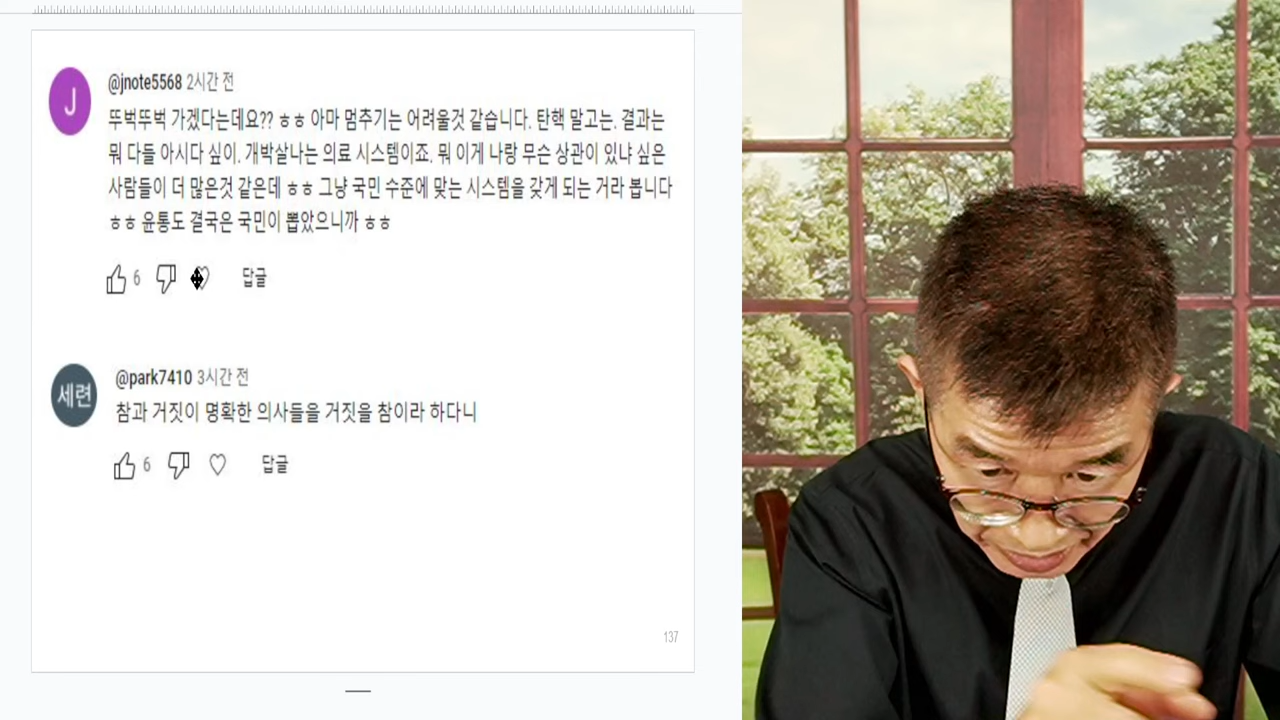 J
@jnote5568 2시간 전
뚜벅뚜벅 가겠다는데요?? ㅎㅎ 아마 멈추기는 어려울것 같습니다. 탄핵 말고는. 결과는
뭐 다들 아시다 싶이. 개박살나는 의료 시스템이죠. 뭐 이게 나랑 무슨 상관이 있냐 싶은
사람들이 더 많은것 같은데 ㅎㅎ 그냥 국민 수준에 맞는 시스템을 갖게 되는 거라 봅니다
ㅎㅎ 윤통도 결국은 국민이 뽑았으니까 ㅎㅎ
6 답글
세련
@park7410 3시간 전
참과 거짓이 명확한 의사들을 거짓을 참이라 하다니
6 답글
137